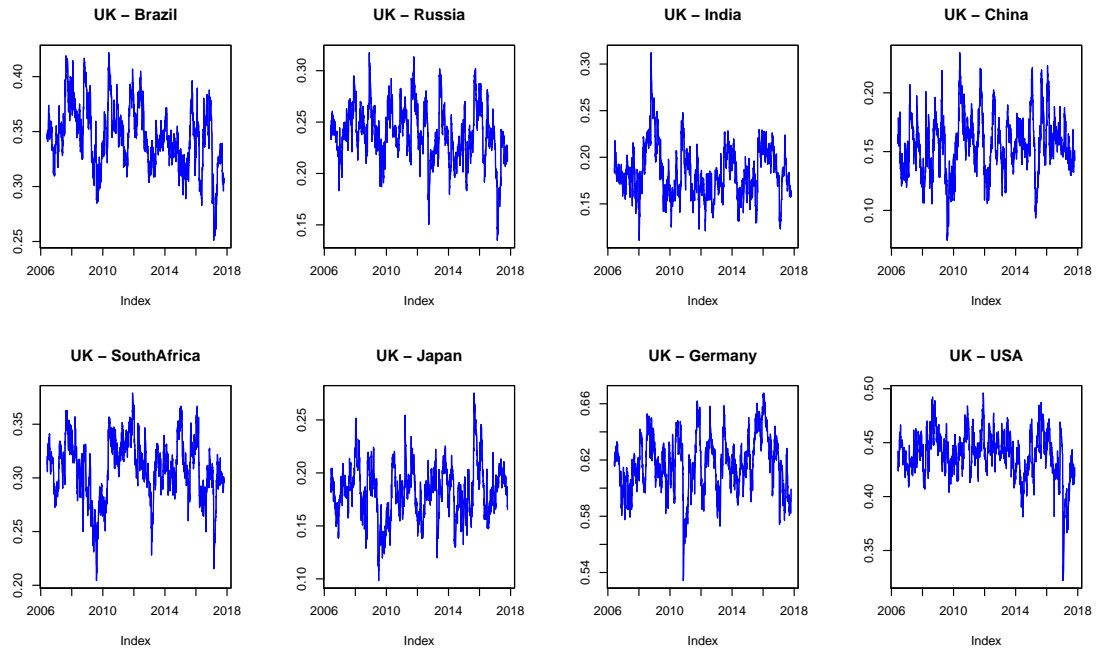 UK − Brazil
0.40
0.35
0.30
0.25
2006 2010 2014 2018
Index
UK − Russia
0.30
0.25
0.20
0.15
2006 2010 2014 2018
Index
UK − India
0.30
0.25
0.20
0.15
2006 2010 2014 2018
Index
UK − China
0.20
0.15
0.10
2006 2010 2014 2018
Index
UK − SouthAfrica
0.35
0.30
0.25
0.20
2006 2010 2014 2018
Index
UK − Japan
0.25
0.20
0.15
0.10
2006 2010 2014 2018
Index
UK − Germany
0.66
0.62
0.58
0.54
2006 2010 2014 2018
Index
UK − USA
0.50
0.45
0.40
0.35
2006 2010 2014 2018
Index